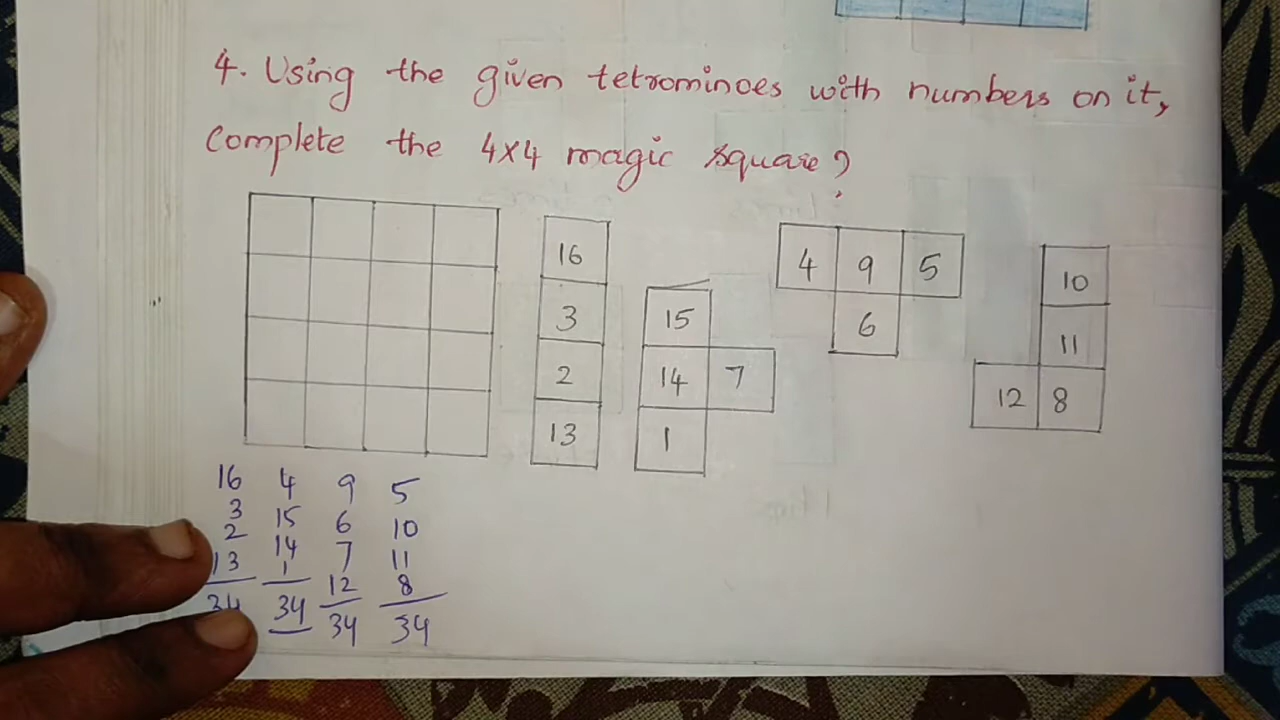 4. Using the given tetrominoes with numbers on it,
Complete the 4x4 magic square?
16
3
2
13
15
14 7
1
4 9 5
6
10
11
12 8
16 4 9 5
3 15 6 10
2 14 7 11
13 1 12 8
34 34 34 34